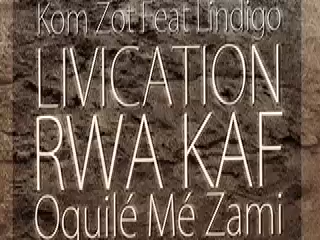 Kom Zot Feat Lindigo
LIVICATION
RWA KAF
Oquilé Mé Zami